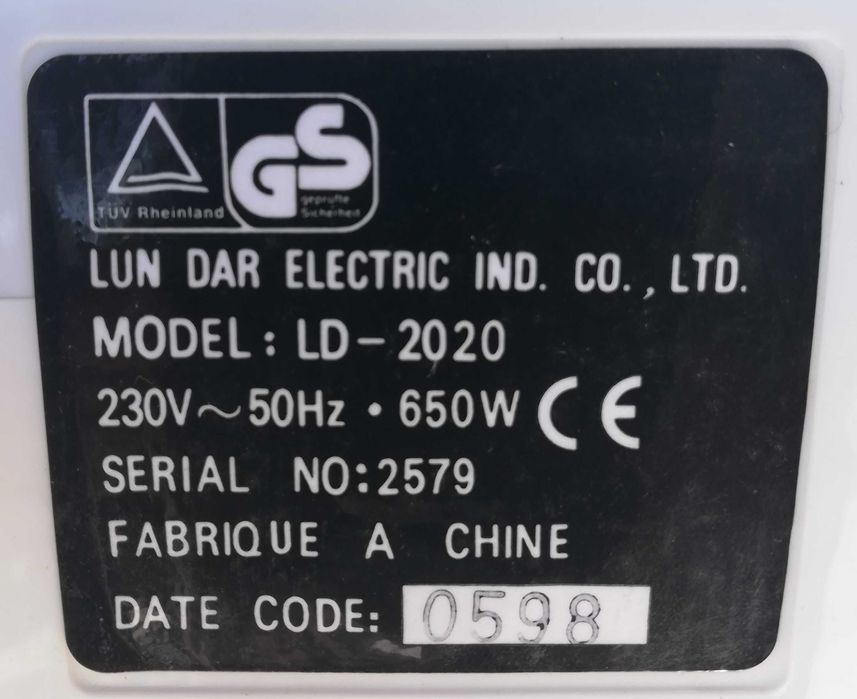 TÜV Rheinland
GS
geprüfte
Sicherheit
LUN DAR ELECTRIC IND. CO., LTD.
MODEL: LD-2020
230V~50Hz • 650W CE
SERIAL NO:2579
FABRIQUE A CHINE
DATE CODE: 0598